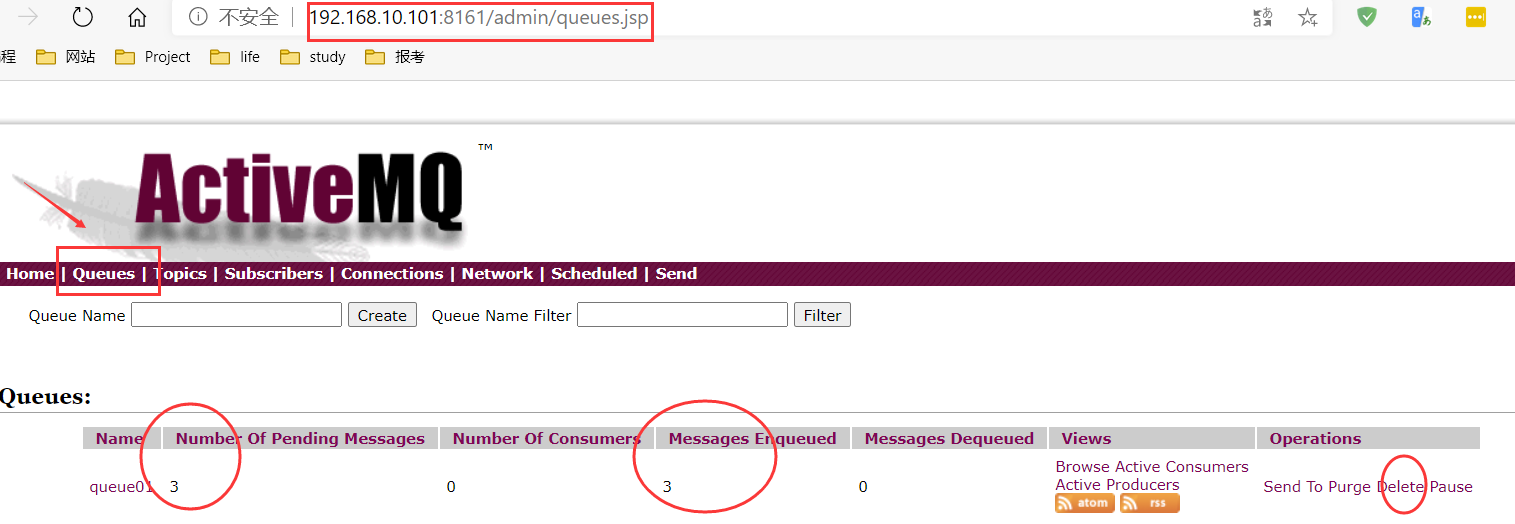 不安全 192.168.10.101:8161/admin/queues.jsp
程 网站 Project life study 报考
ActiveMQ ™
Home | Queues | Topics | Subscribers | Connections | Network | Scheduled | Send
Queue Name Create Queue Name Filter Filter
Queues:
Name Number Of Pending Messages Number Of Consumers Messages Enqueued Messages Dequeued Views Operations
queue01 3 0 3 0 Browse Active Consumers
Active Producers
atom rss
Send To Purge Delete Pause